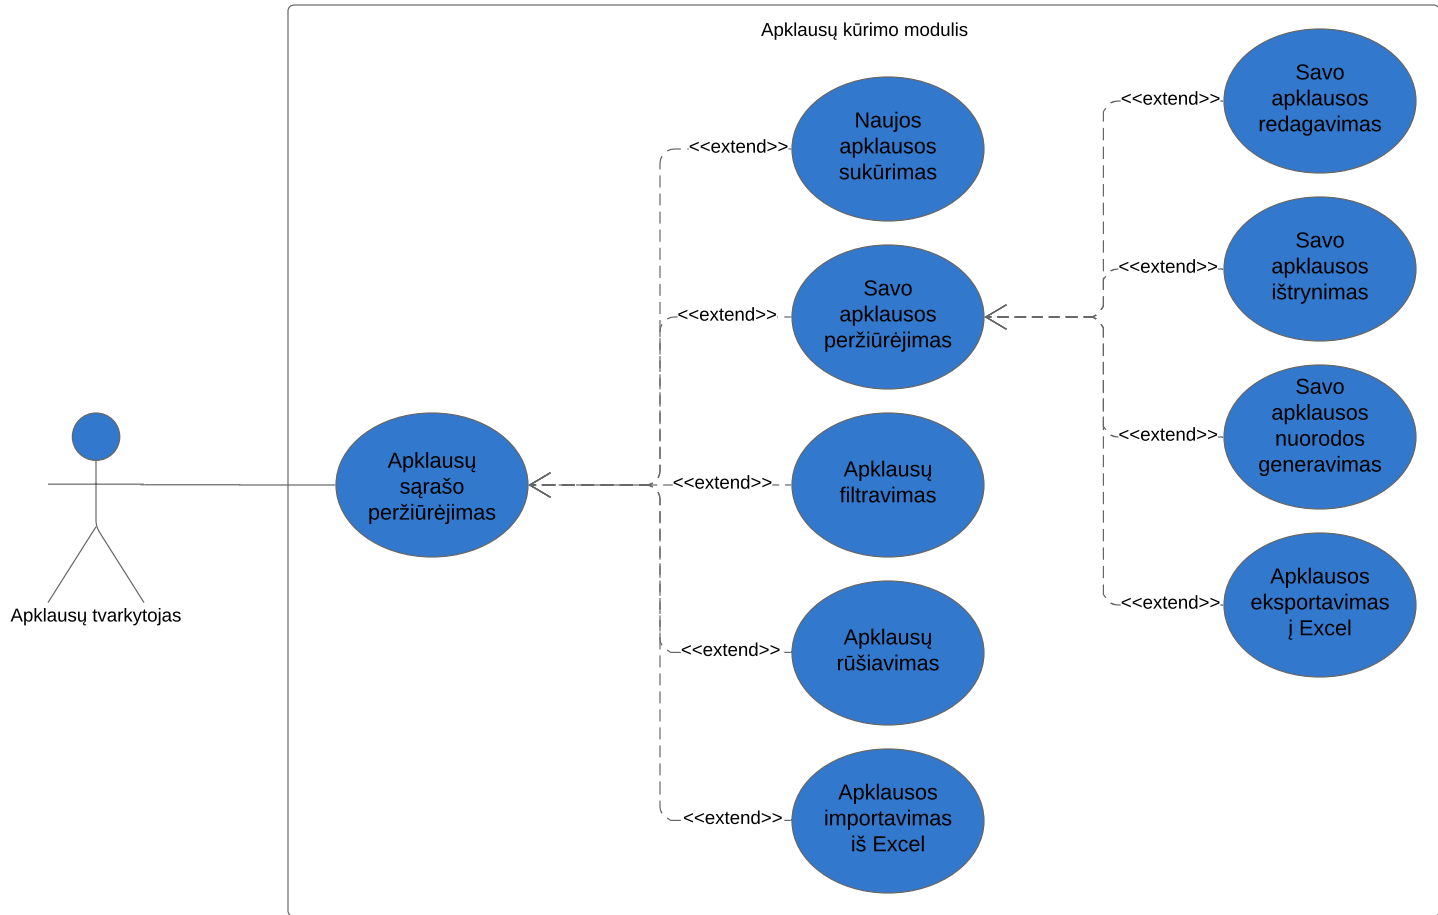 Apklausų kūrimo modulis
Apklausų tvarkytojas
Apklausų
sąrašo
peržiūrėjimas
<<extend>>
Naujos
apklausos
sukūrimas
<<extend>>
Savo
apklausos
peržiūrėjimas
<<extend>>
Apklausų
filtravimas
<<extend>>
Apklausų
rūšiavimas
<<extend>>
Apklausos
importavimas
iš Excel
<<extend>>
Savo
apklausos
redagavimas
<<extend>>
Savo
apklausos
ištrynimas
<<extend>>
Savo
apklausos
nuorodos
generavimas
<<extend>>
Apklausos
eksportavimas
į Excel